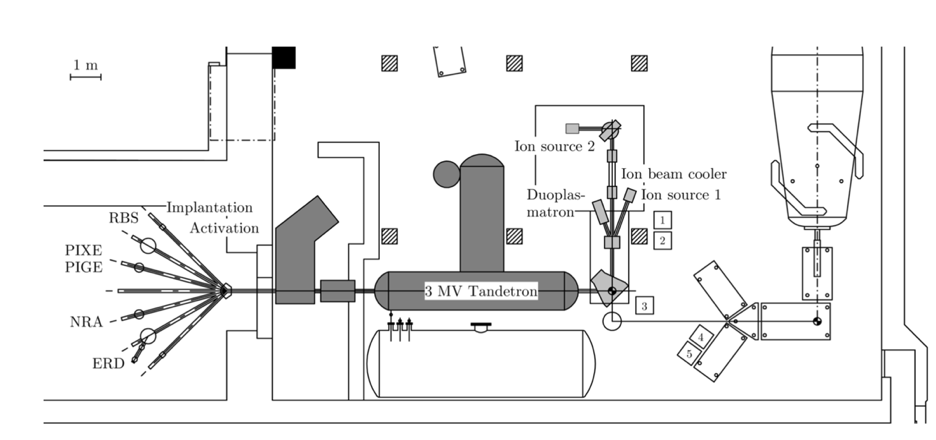 1 m
Ion source 2
Ion beam cooler
Duoplas-
matron
Ion source 1
1
2
Implantation
Activation
RBS
PIXE
PIGE
NRA
ERD
3 MV Tandetron
3
4
5